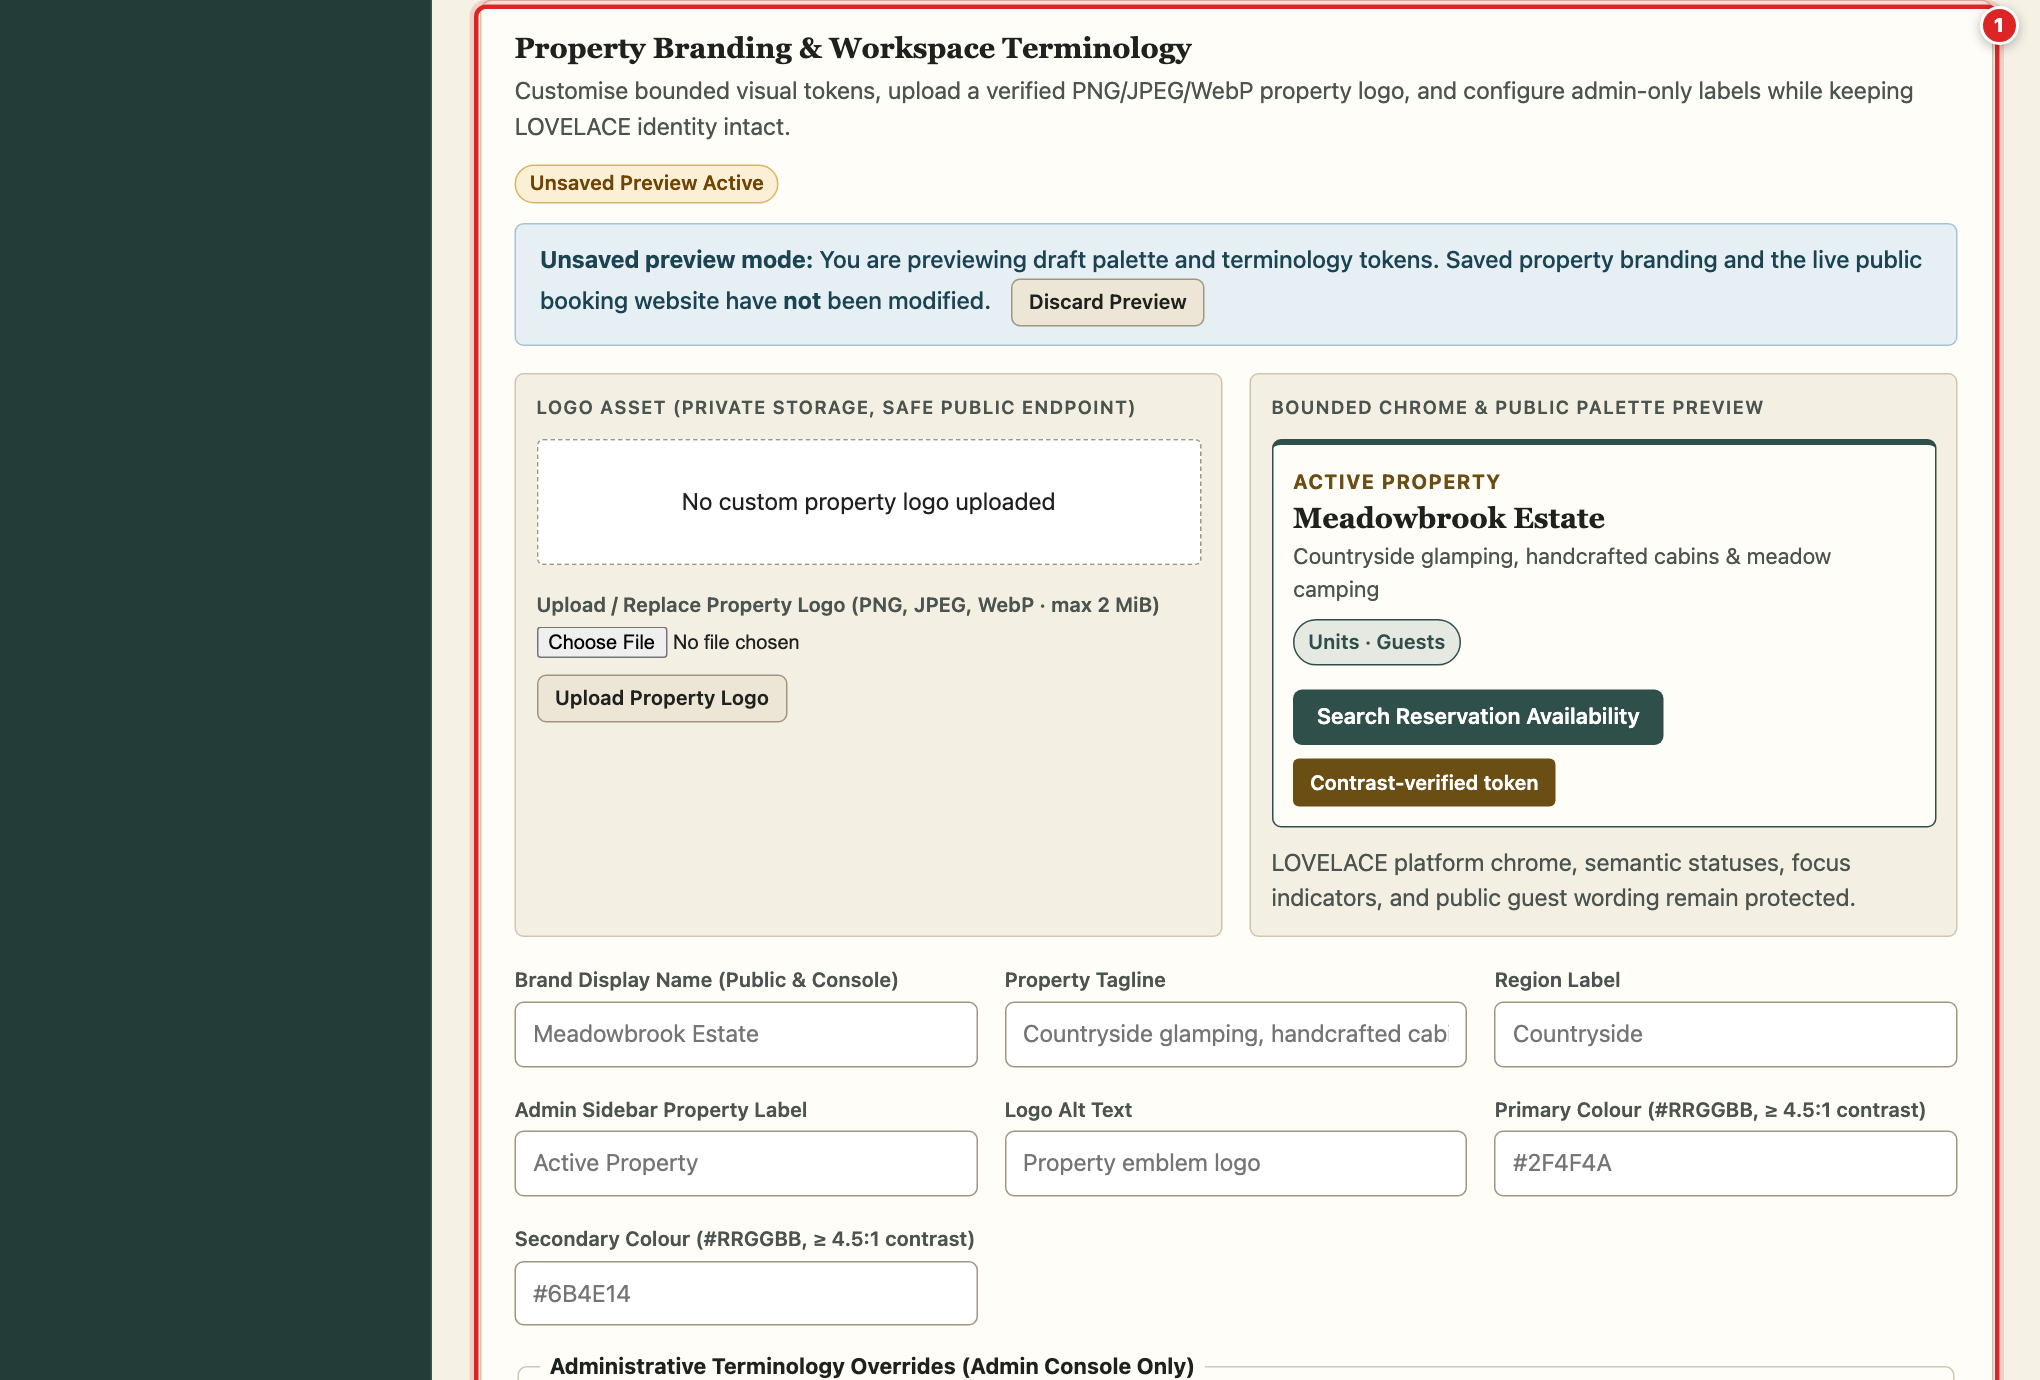 1
Property Branding & Workspace Terminology
Customise bounded visual tokens, upload a verified PNG/JPEG/WebP property logo, and configure admin-only labels while keeping
LOVELACE identity intact.
Unsaved Preview Active
Unsaved preview mode: You are previewing draft palette and terminology tokens. Saved property branding and the live public
booking website have not been modified. Discard Preview
LOGO ASSET (PRIVATE STORAGE, SAFE PUBLIC ENDPOINT)
No custom property logo uploaded
Upload / Replace Property Logo (PNG, JPEG, WebP · max 2 MiB)
Choose File No file chosen
Upload Property Logo
BOUNDED CHROME & PUBLIC PALETTE PREVIEW
ACTIVE PROPERTY
Meadowbrook Estate
Countryside glamping, handcrafted cabins & meadow
camping
Units · Guests
Search Reservation Availability
Contrast-verified token
LOVELACE platform chrome, semantic statuses, focus
indicators, and public guest wording remain protected.
Brand Display Name (Public & Console)
Meadowbrook Estate
Property Tagline
Countryside glamping, handcrafted cabi
Region Label
Countryside
Admin Sidebar Property Label
Active Property
Logo Alt Text
Property emblem logo
Primary Colour (#RRGGBB, ≥ 4.5:1 contrast)
#2F4F4A
Secondary Colour (#RRGGBB, ≥ 4.5:1 contrast)
#6B4E14
Administrative Terminology Overrides (Admin Console Only)